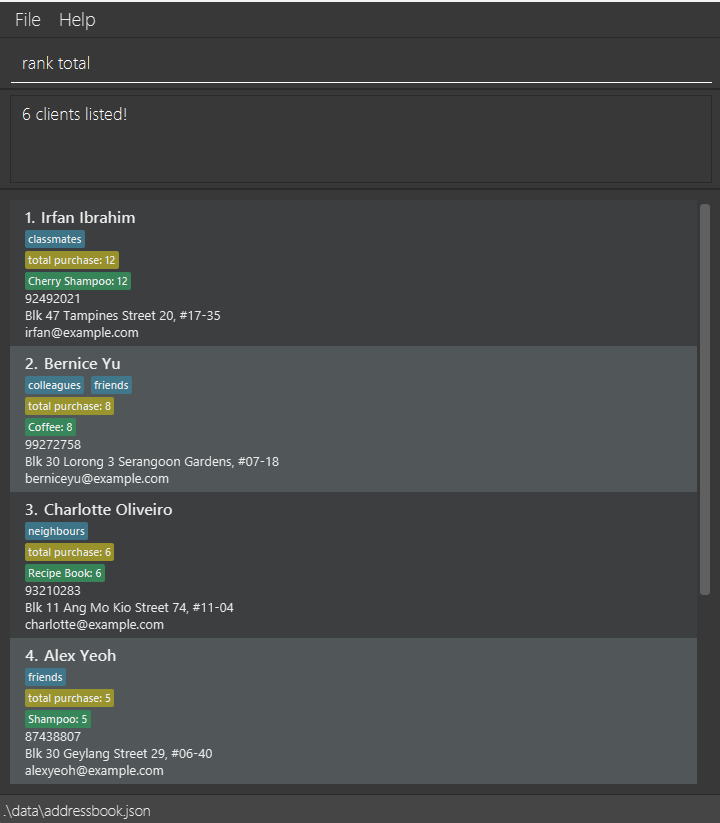 File Help
rank total
6 clients listed!
1. Irfan Ibrahim
classmates
total purchase: 12
Cherry Shampoo: 12
92492021
Blk 47 Tampines Street 20, #17-35
irfan@example.com
2. Bernice Yu
colleagues friends
total purchase: 8
Coffee: 8
99272758
Blk 30 Lorong 3 Serangoon Gardens, #07-18
berniceyu@example.com
3. Charlotte Oliveiro
neighbours
total purchase: 6
Recipe Book: 6
93210283
Blk 11 Ang Mo Kio Street 74, #11-04
charlotte@example.com
4. Alex Yeoh
friends
total purchase: 5
Shampoo: 5
87438807
Blk 30 Geylang Street 29, #06-40
alexyeoh@example.com
.\data\addressbook.json